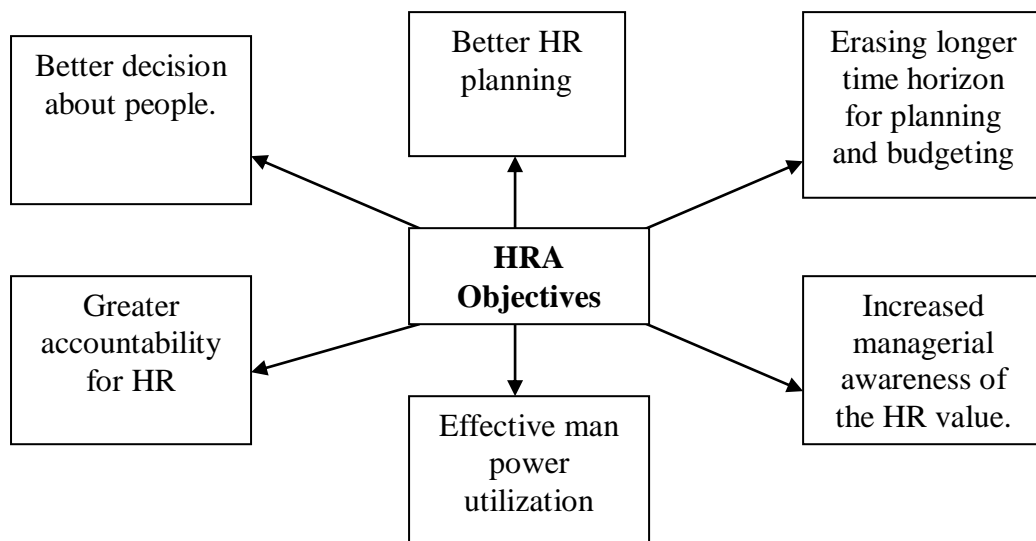 Better decision
about people.
Better HR
planning
Erasing longer
time horizon
for planning
and budgeting
HRA
Objectives
Greater
accountability
for HR
Effective man
power
utilization
Increased
managerial
awareness of
the HR value.